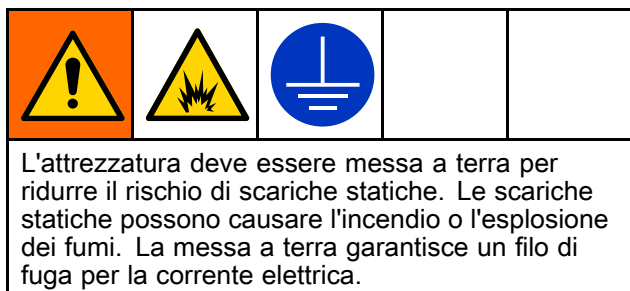 L'attrezzatura deve essere messa a terra per
ridurre il rischio di scariche statiche. Le scariche
statiche possono causare l'incendio o l'esplosione
dei fumi. La messa a terra garantisce un filo di
fuga per la corrente elettrica.